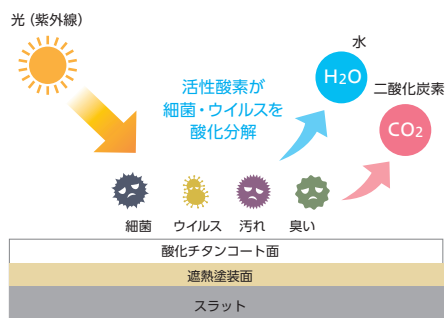 光（紫外線）
水
活性酸素が
細菌・ウイルスを
酸化分解
H₂O
二酸化炭素
CO₂
細菌 ウイルス 汚れ 臭い
酸化チタンコート面
遮熱塗装面
スラット